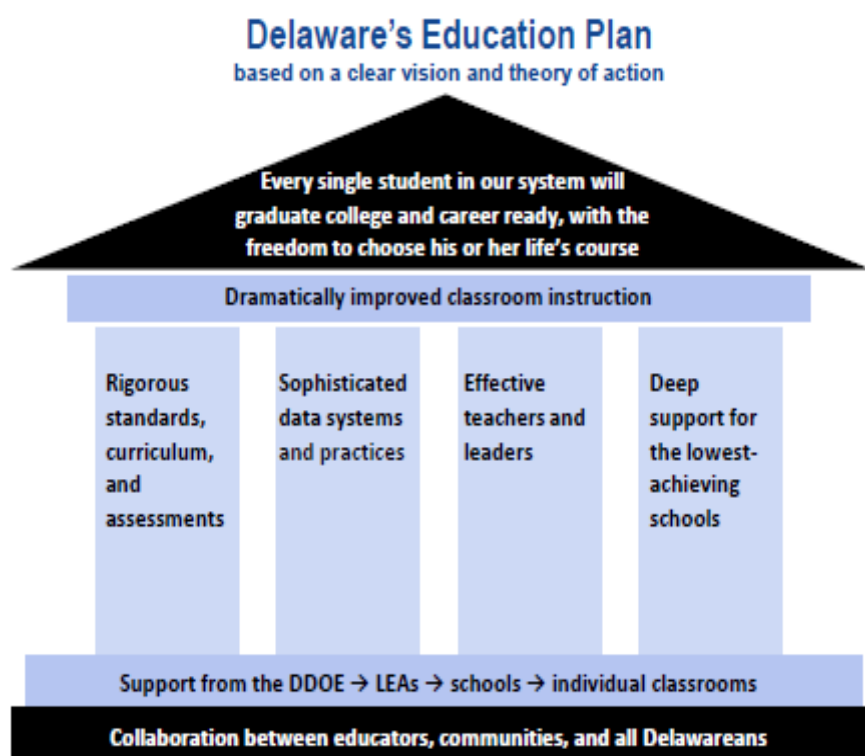 Delaware's Education Plan
based on a clear vision and theory of action
Every single student in our system will
graduate college and career ready, with the
freedom to choose his or her life's course
Dramatically improved classroom instruction
Rigorous
standards,
curriculum,
and
assessments
Sophisticated
data systems
and practices
Effective
teachers and
leaders
Deep
support for
the lowest-
achieving
schools
Support from the DDOE → LEAs → schools → individual classrooms
Collaboration between educators, communities, and all Delawareans